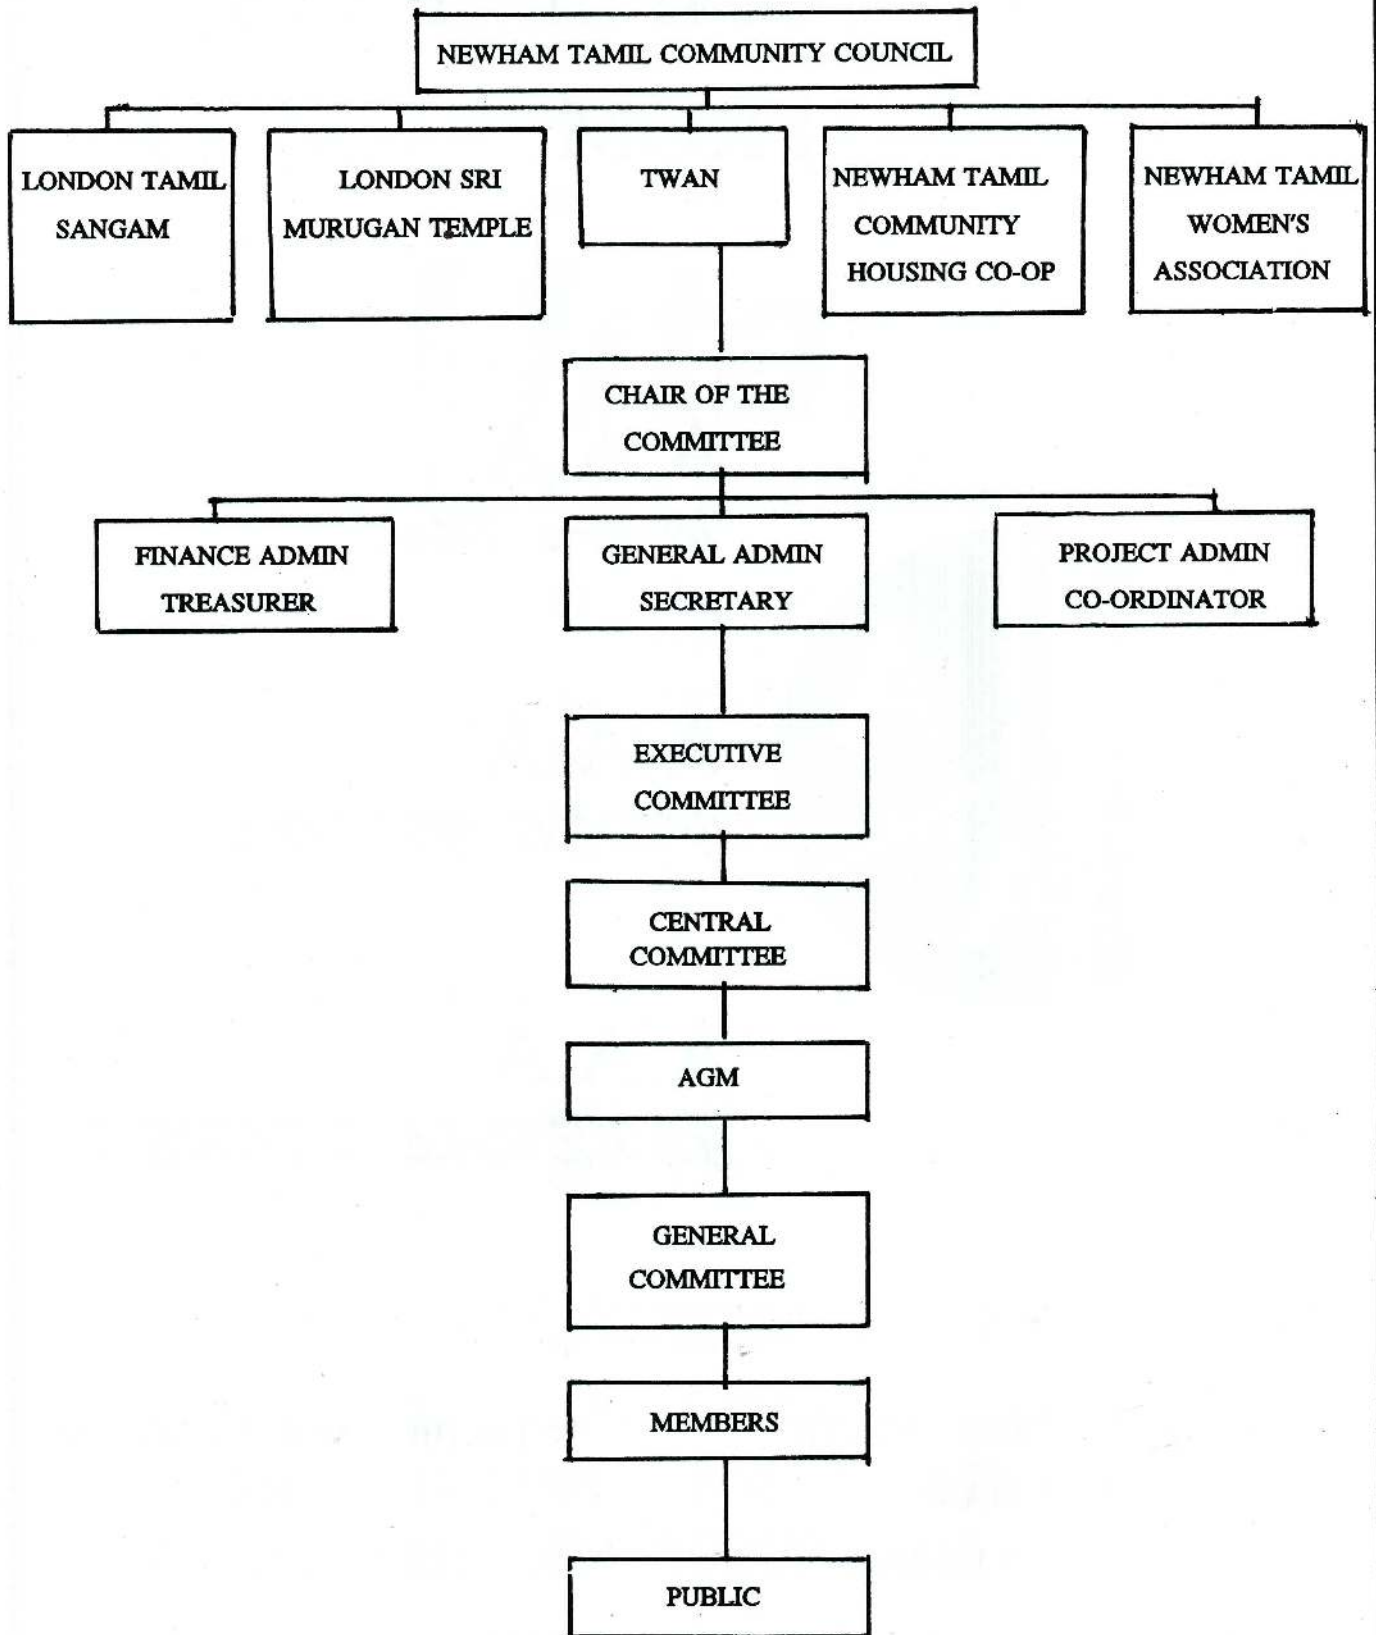 NEWHAM TAMIL COMMUNITY COUNCIL
LONDON TAMIL
SANGAM
LONDON SRI
MURUGAN TEMPLE
TWAN
NEWHAM TAMIL
COMMUNITY
HOUSING CO-OP
NEWHAM TAMIL
WOMEN'S
ASSOCIATION
CHAIR OF THE
COMMITTEE
FINANCE ADMIN
TREASURER
GENERAL ADMIN
SECRETARY
PROJECT ADMIN
CO-ORDINATOR
EXECUTIVE
COMMITTEE
CENTRAL
COMMITTEE
AGM
GENERAL
COMMITTEE
MEMBERS
PUBLIC